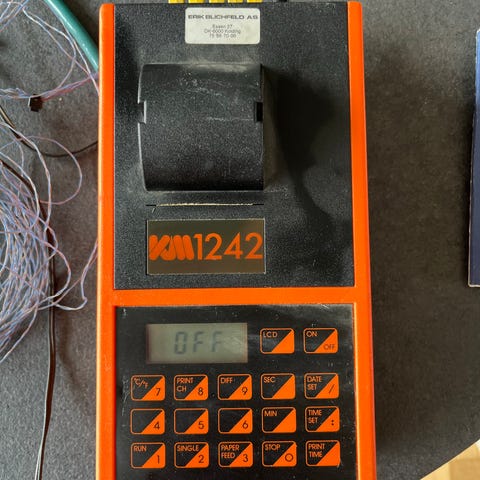 ERIK BLICHFELD AS
Essen 27
DK-6000 Kolding
75 56 70 00
KM1242
OFF
LCD
ON
OFF
°C/°F 7
PRINT CH 8
DIFF 9
SEC
DATE SET /
4
5
6
MIN
TIME SET :
RUN 1
SINGLE 2
PAPER FEED 3
STOP 0
PRINT TIME